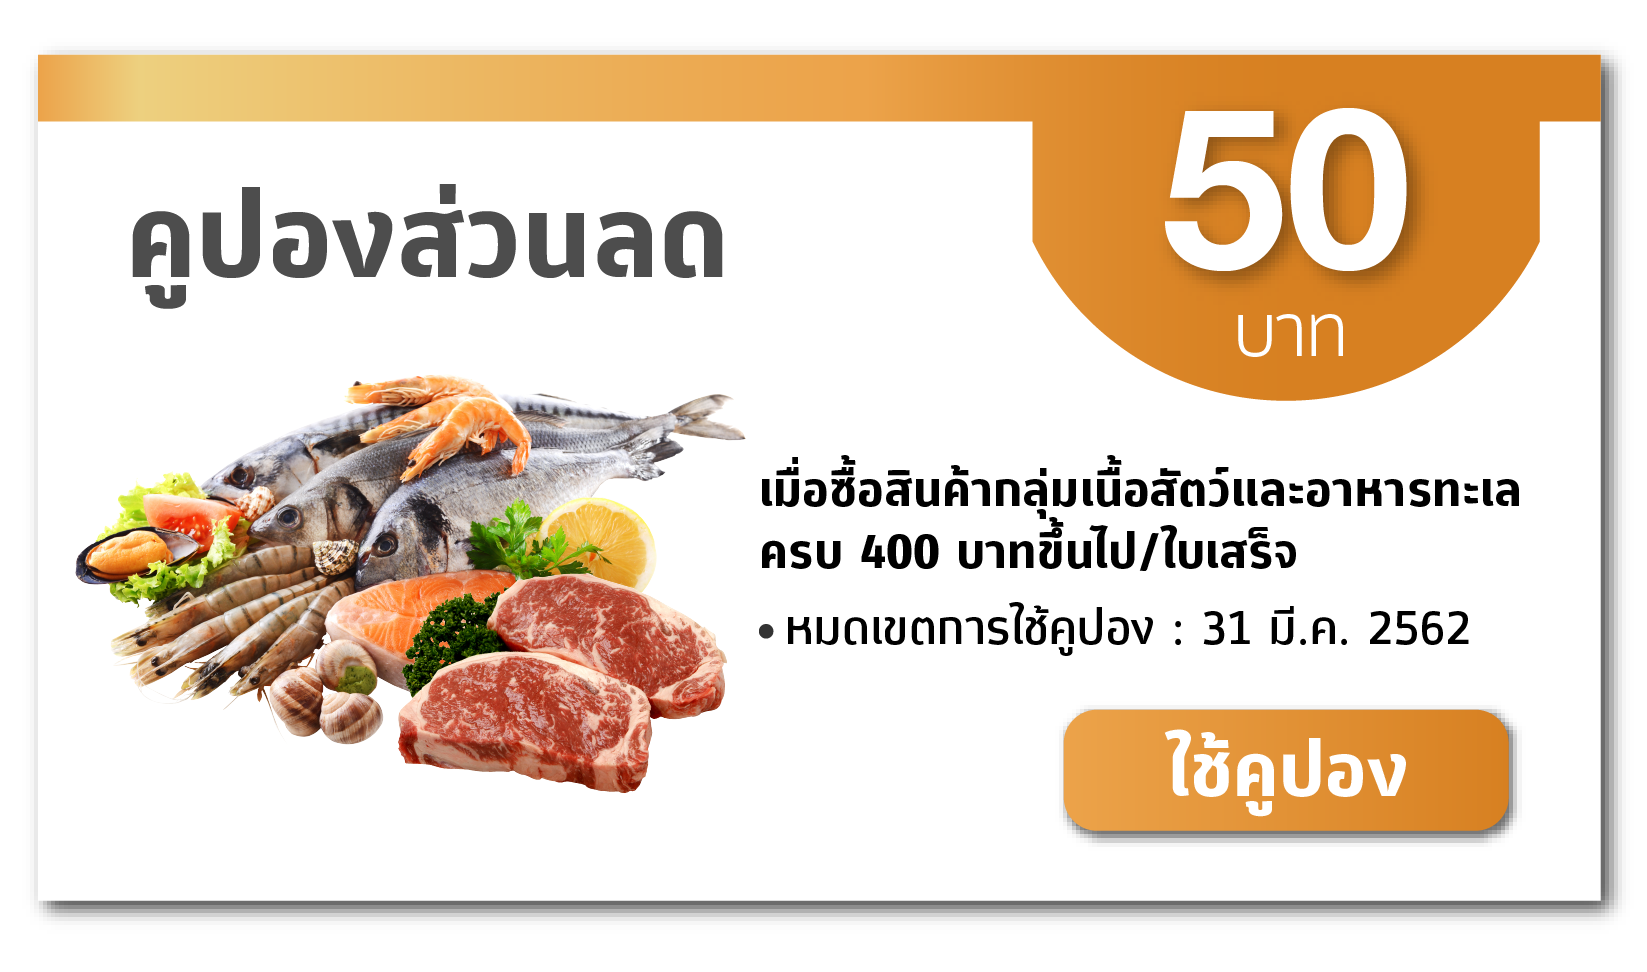 คูปองส่วนลด
50
บาท
เมื่อซื้อสินค้ากลุ่มเนื้อสัตว์และอาหารทะเล
ครบ 400 บาทขึ้นไป/ใบเสร็จ
• หมดเขตการใช้คูปอง : 31 มี.ค. 2562
ใช้คูปอง